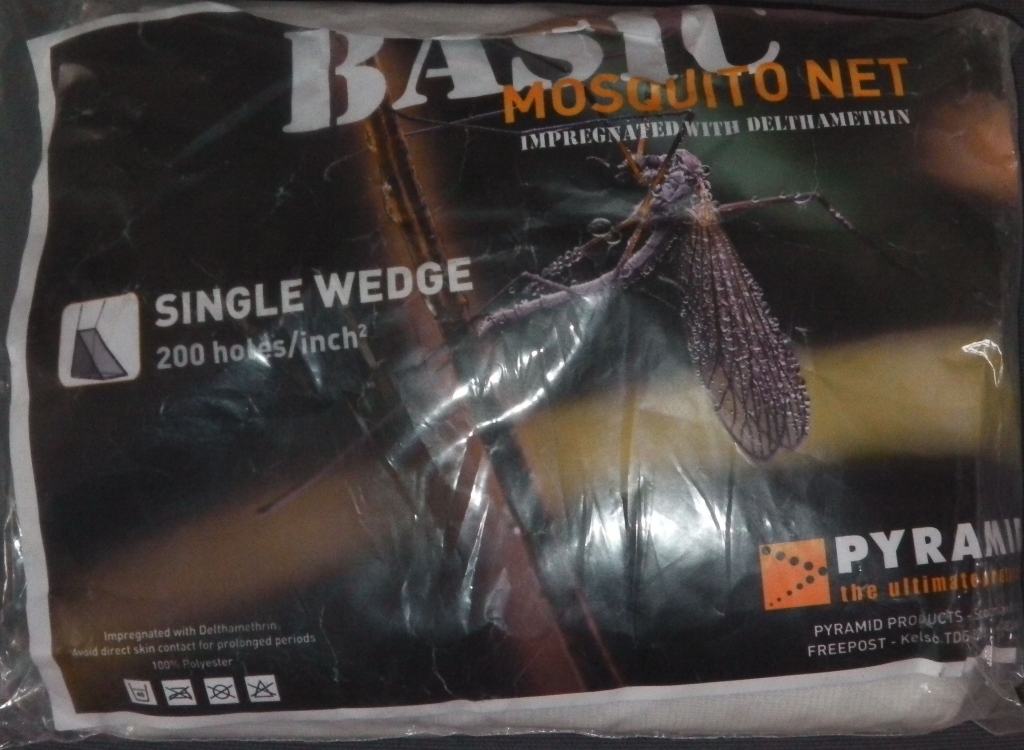 BASIC
MOSQUITO NET
IMPREGNATED WITH DELTHAMETRIN
SINGLE WEDGE
200 holes/inch²
PYRAMI
the ultimate
PYRAMID PRODUCTS -
FREEPOST - Kelso. TD5
Impregnated with Delthamethrin.
Avoid direct skin contact for prolonged periods
100% Polyester